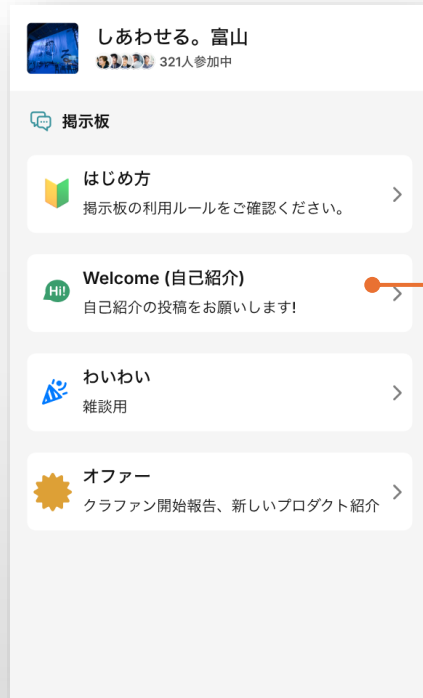 しあわせる。富山
321人参加中
掲示板
はじめ方
掲示板の利用ルールをご確認ください。
Hi!
Welcome (自己紹介)
自己紹介の投稿をお願いします!
わいわい
雑談用
オファー
クラファン開始報告、新しいプロダクト紹介